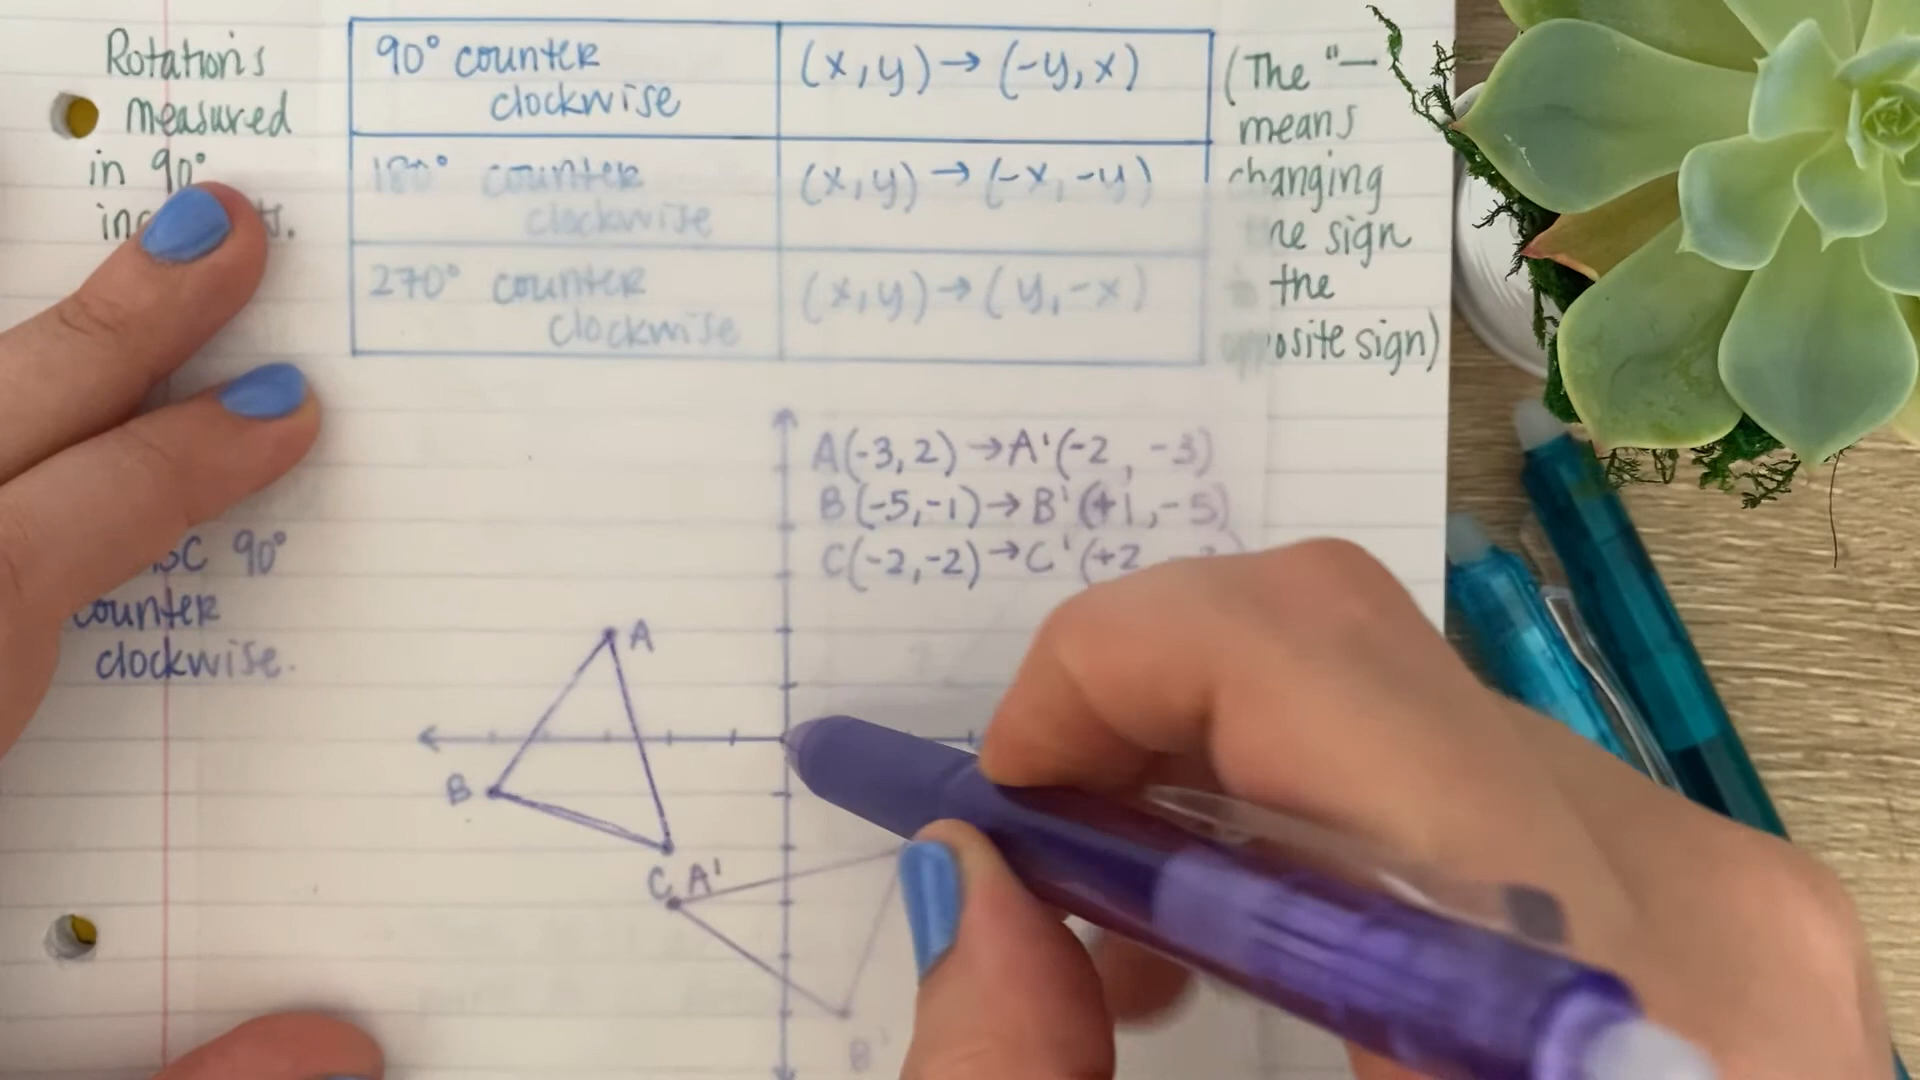 Rotations
measured
in 90°
90° counter
clockwise
(x,y)→(-y,x)
180° counter
clockwise
(x,y)→(-x,-y)
270° counter
clockwise
(x,y)→(y,-x)
(The "—
means
changing
sign
the
sign)
A(-3,2)→A'(-2, -3)
B(-5,-1)→B'(+1,-5)
C(-2,-2)→C'(+2
90°
counter
clockwise.
A
B
C
A'
B'